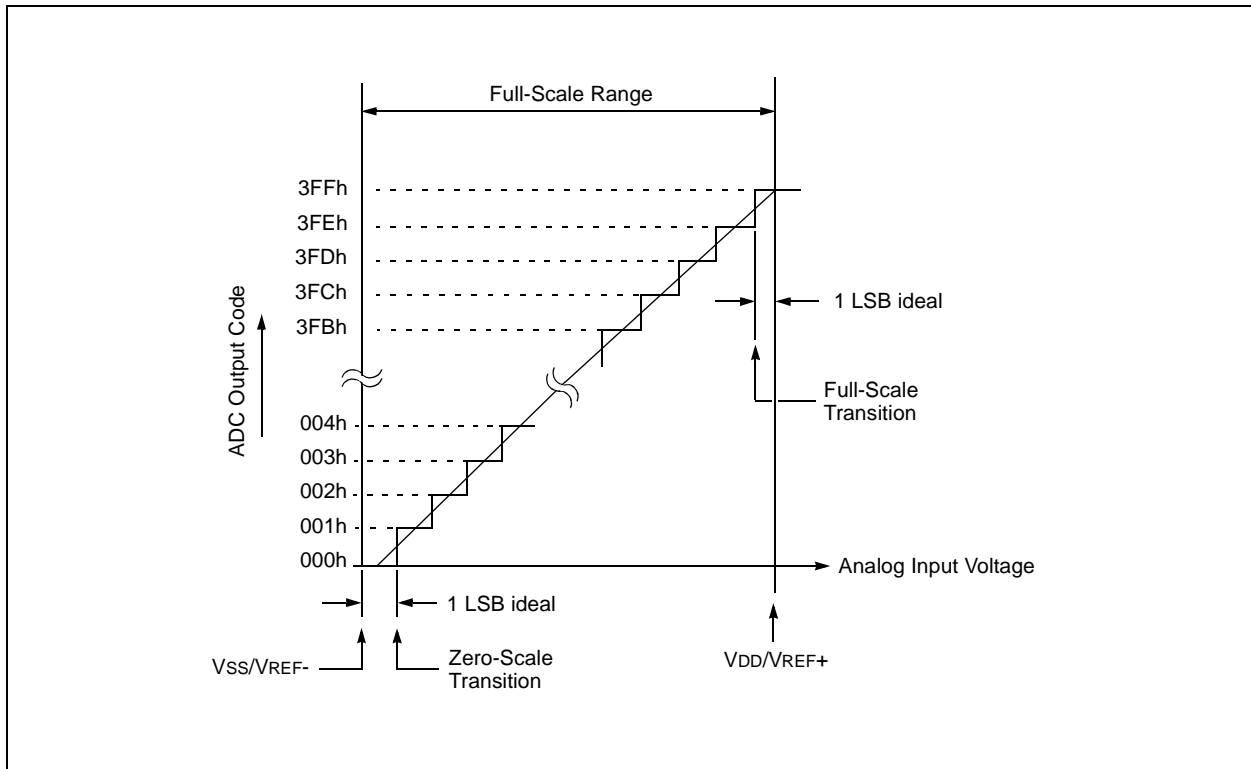 Full-Scale Range
3FFh
3FEh
3FDh
3FCh
3FBh
ADC Output Code
1 LSB ideal
Full-Scale
Transition
004h
003h
002h
001h
000h
Analog Input Voltage
1 LSB ideal
VSS/VREF-
Zero-Scale
Transition
VDD/VREF+